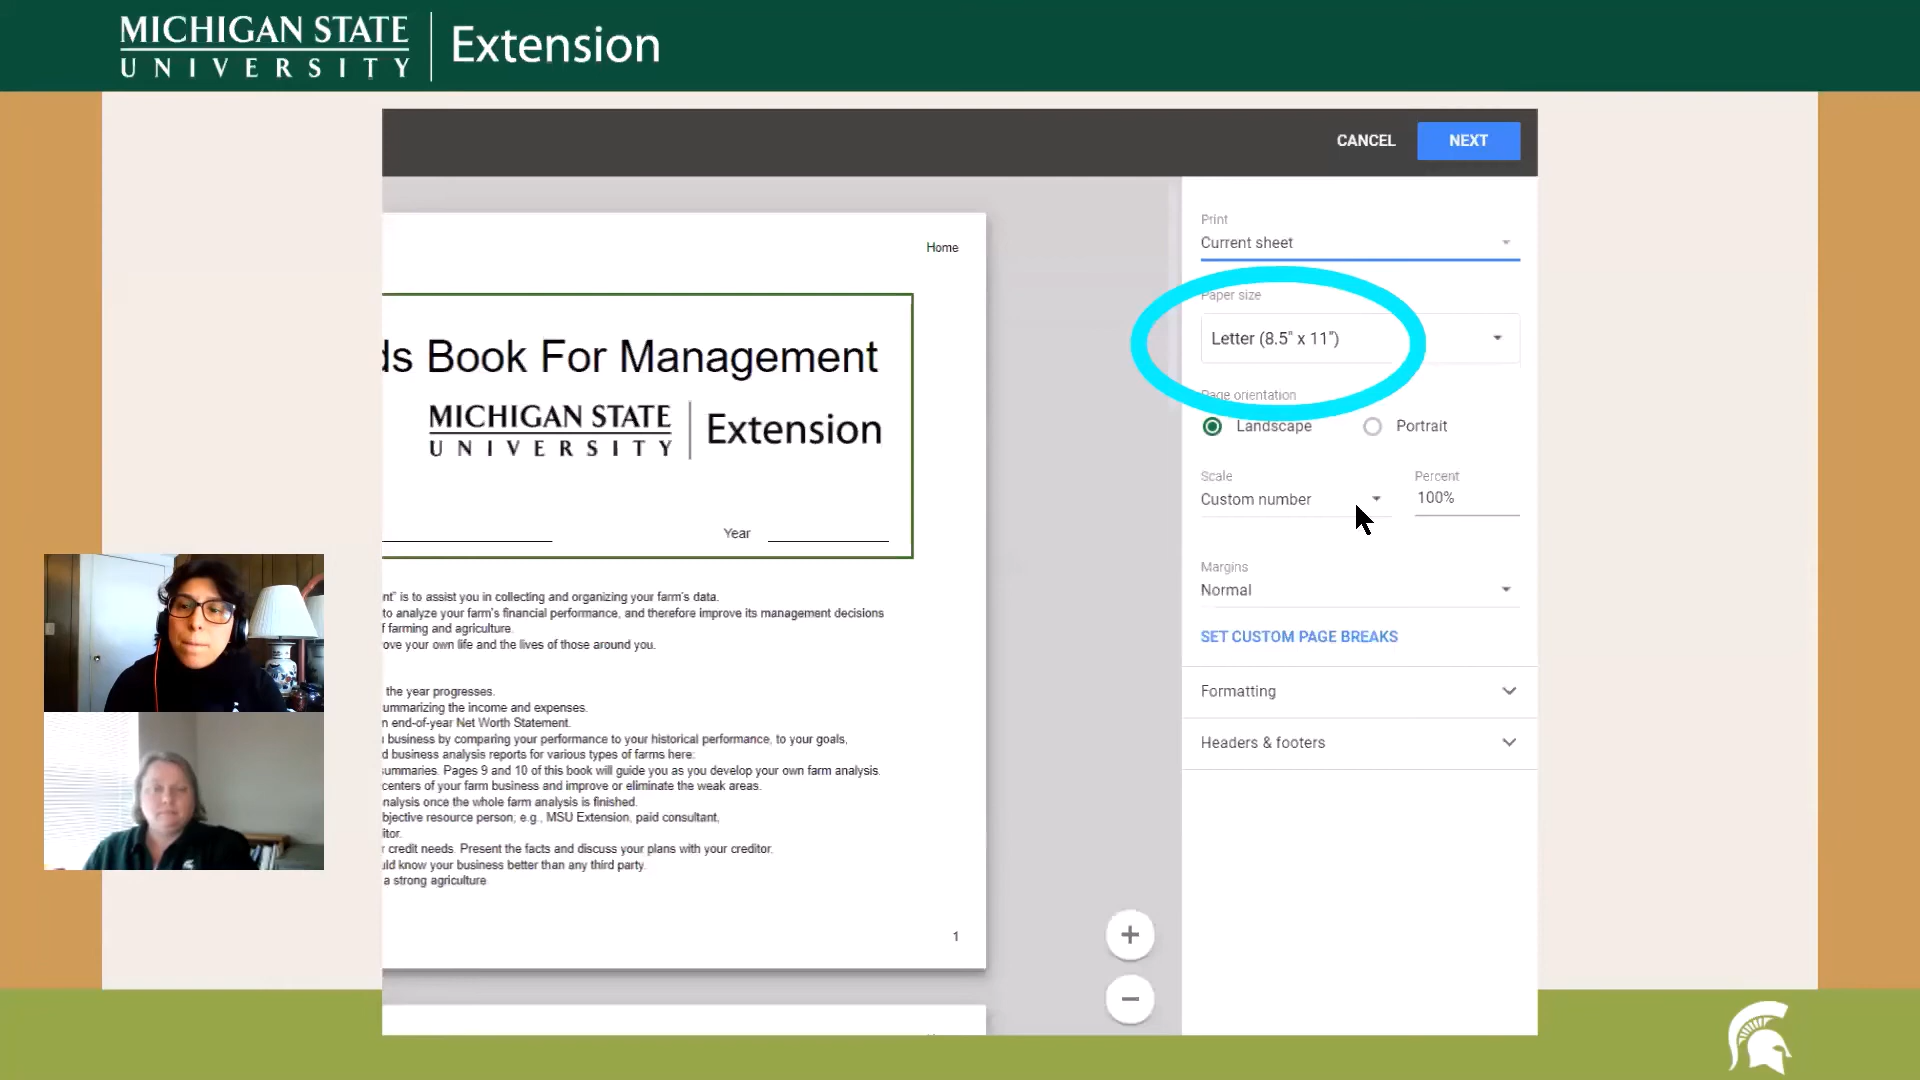 MICHIGAN STATE
UNIVERSITY
Extension
CANCEL
NEXT
Print
Current sheet
Paper size
Letter (8.5" x 11")
Page orientation
Landscape
Portrait
Scale
Percent
Custom number
100%
Margins
Normal
SET CUSTOM PAGE BREAKS
Formatting
Headers & footers
Home
ds Book For Management
MICHIGAN STATE
UNIVERSITY
Extension
Year
nt" is to assist you in collecting and organizing your farm's data.
to analyze your farm's financial performance, and therefore improve its management decisions
f farming and agriculture.
ove your own life and the lives of those around you.
the year progresses.
ummarizing the income and expenses.
n end-of-year Net Worth Statement.
business by comparing your performance to your historical performance, to your goals,
d business analysis reports for various types of farms here:
summaries. Pages 9 and 10 of this book will guide you as you develop your own farm analysis.
centers of your farm business and improve or eliminate the weak areas.
nalysis once the whole farm analysis is finished.
bjective resource person; e.g., MSU Extension, paid consultant,
itor.
r credit needs. Present the facts and discuss your plans with your creditor.
uld know your business better than any third party.
a strong agriculture
1